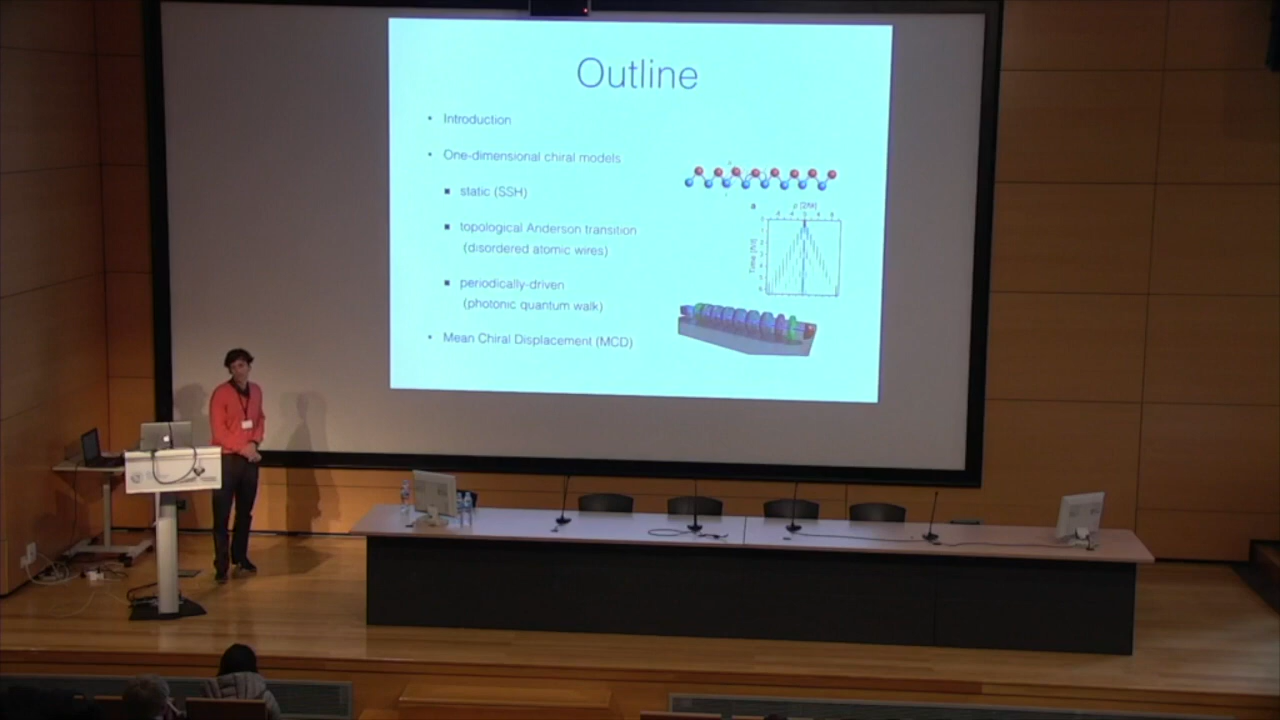 Outline
• Introduction
• One-dimensional chiral models
▪ static (SSH)
▪ topological Anderson transition
(disordered atomic wires)
▪ periodically-driven
(photonic quantum walk)
• Mean Chiral Displacement (MCD)
a